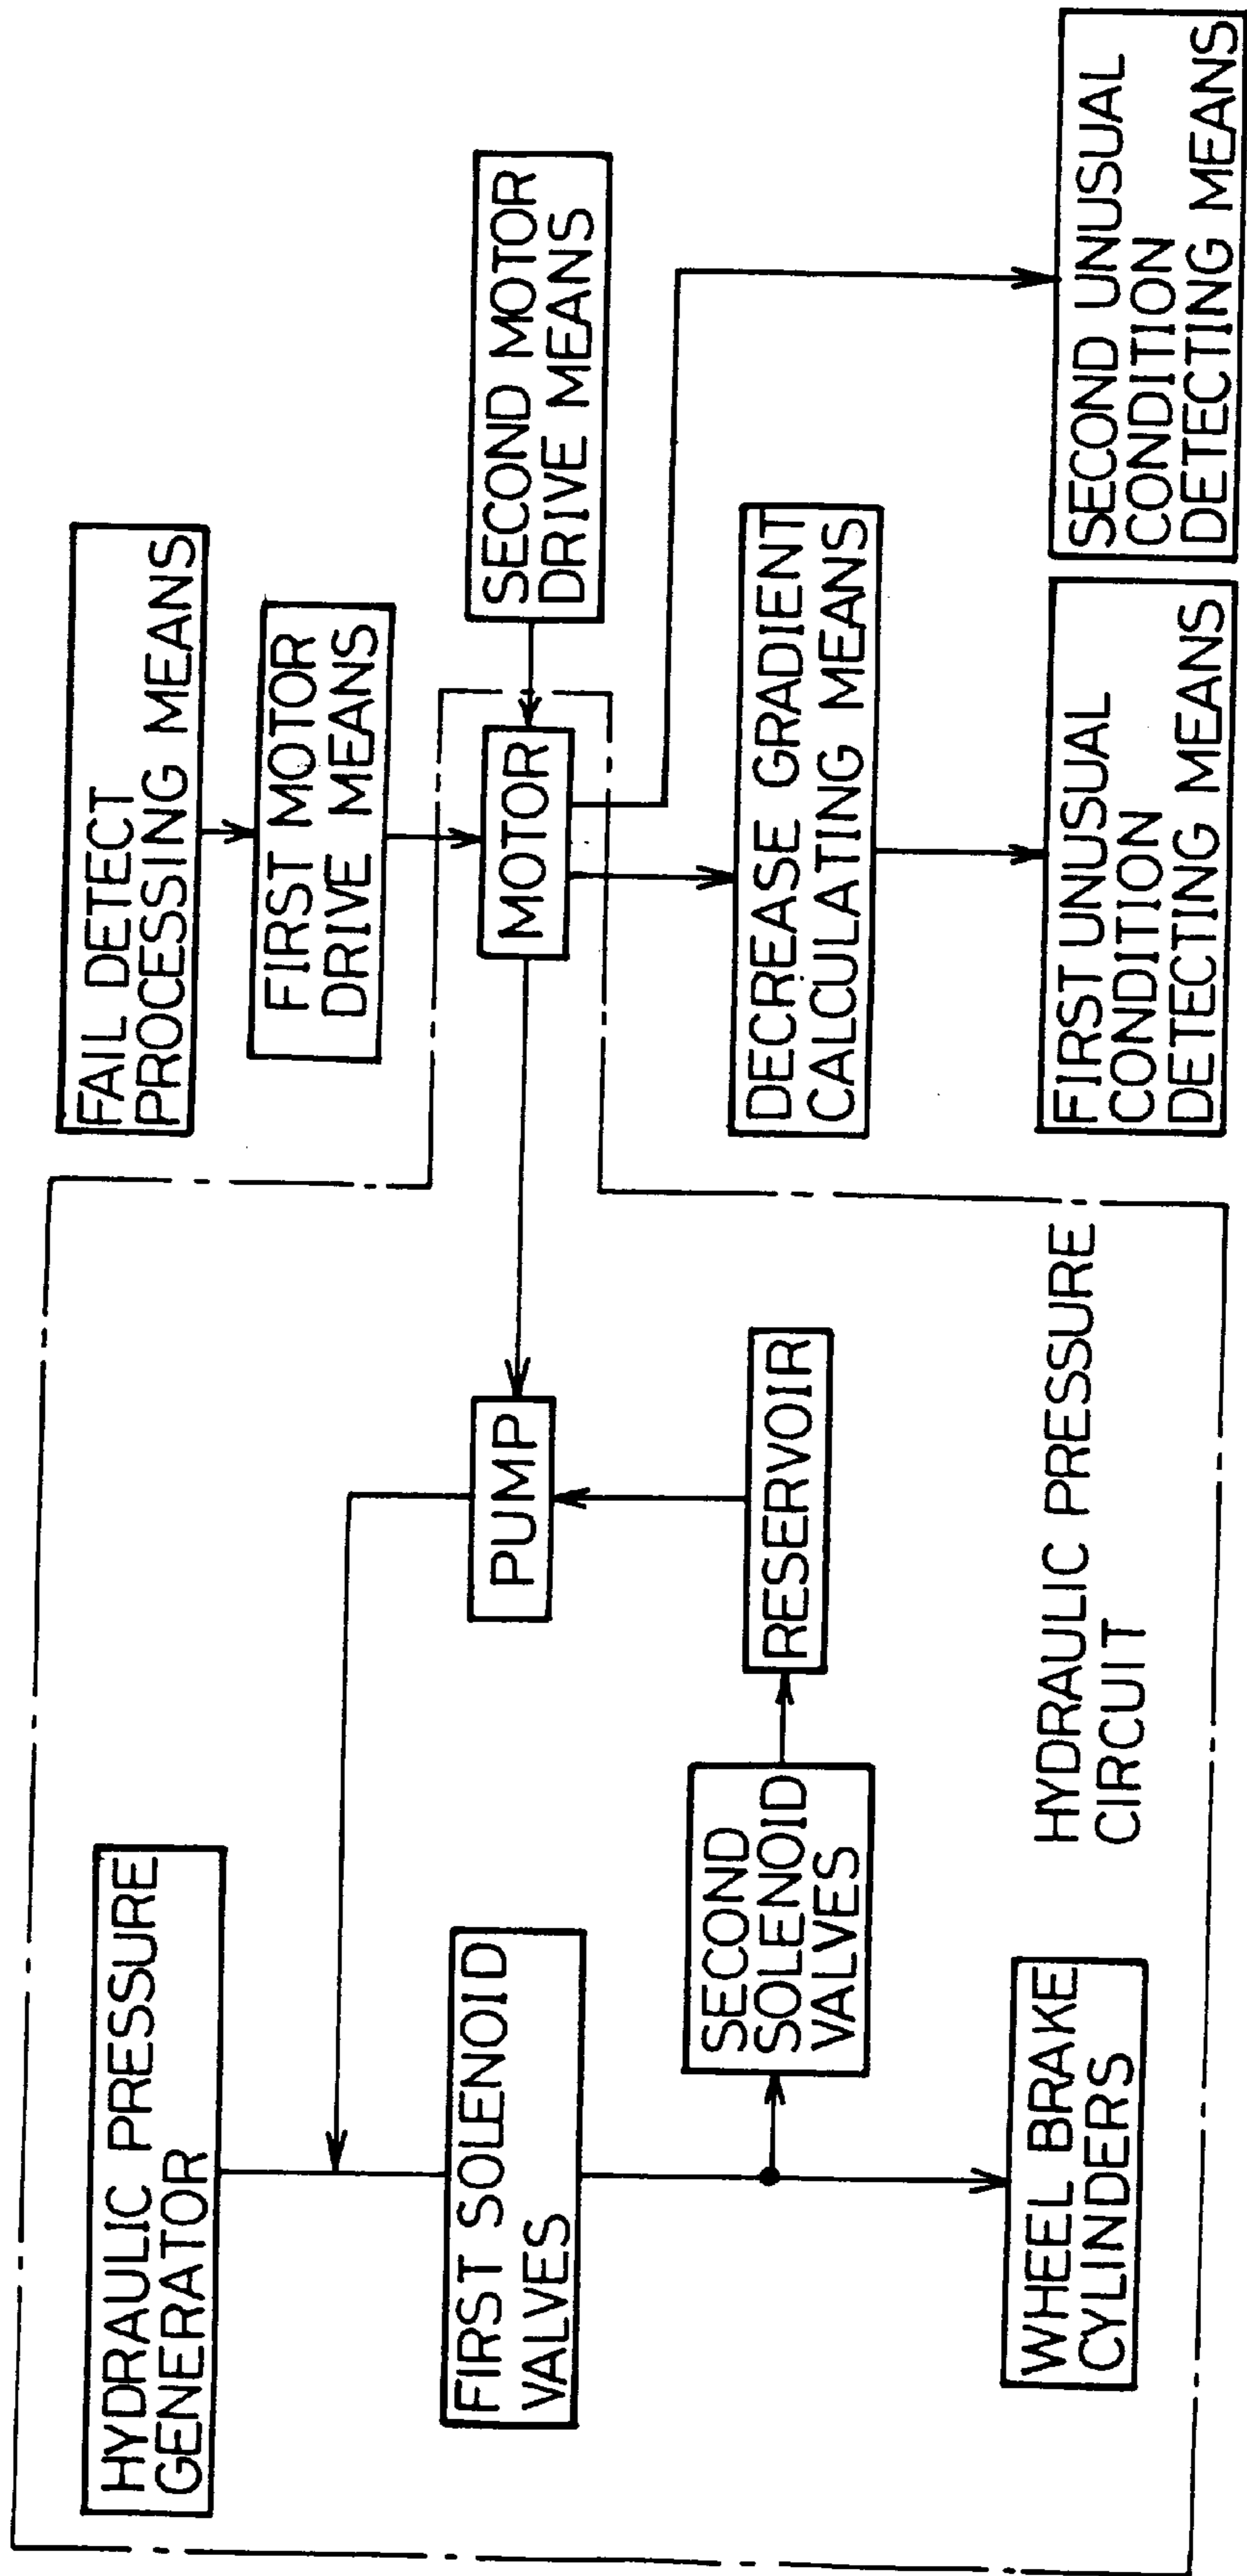 HYDRAULIC PRESSURE
GENERATOR
FIRST SOLENOID
VALVES
SECOND
SOLENOID
VALVES
WHEEL BRAKE
CYLINDERS
PUMP
RESERVOIR
HYDRAULIC PRESSURE
CIRCUIT
FAIL DETECT
PROCESSING MEANS
FIRST MOTOR
DRIVE MEANS
MOTOR
SECOND MOTOR
DRIVE MEANS
DECREASE GRADIENT
CALCULATING MEANS
FIRST UNUSUAL
CONDITION
DETECTING MEANS
SECOND UNUSUAL
CONDITION
DETECTING MEANS